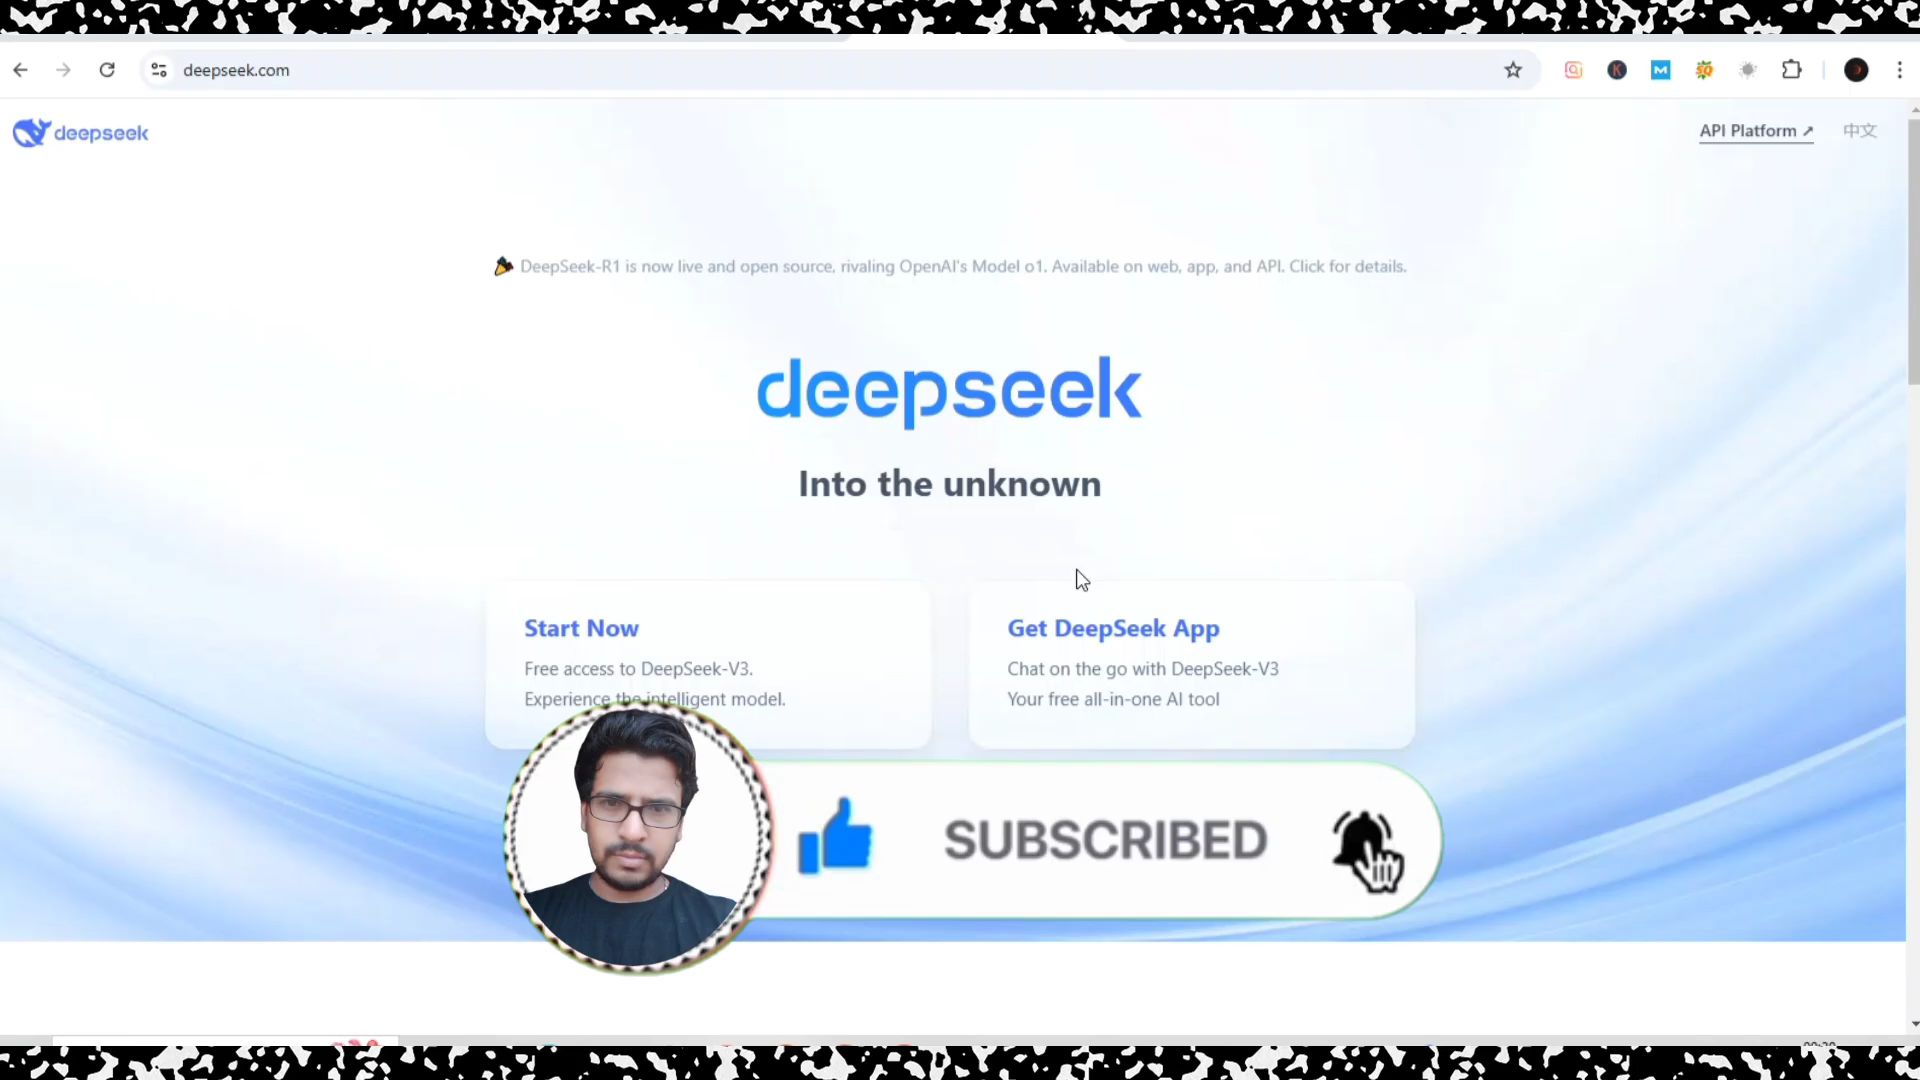 deepseek.com
deepseek
API Platform ↗
中文
DeepSeek-R1 is now live and open source, rivaling OpenAI's Model o1. Available on web, app, and API. Click for details.
deepseek
Into the unknown
Start Now
Free access to DeepSeek-V3.
Experience the intelligent model.
Get DeepSeek App
Chat on the go with DeepSeek-V3
Your free all-in-one AI tool
SUBSCRIBED